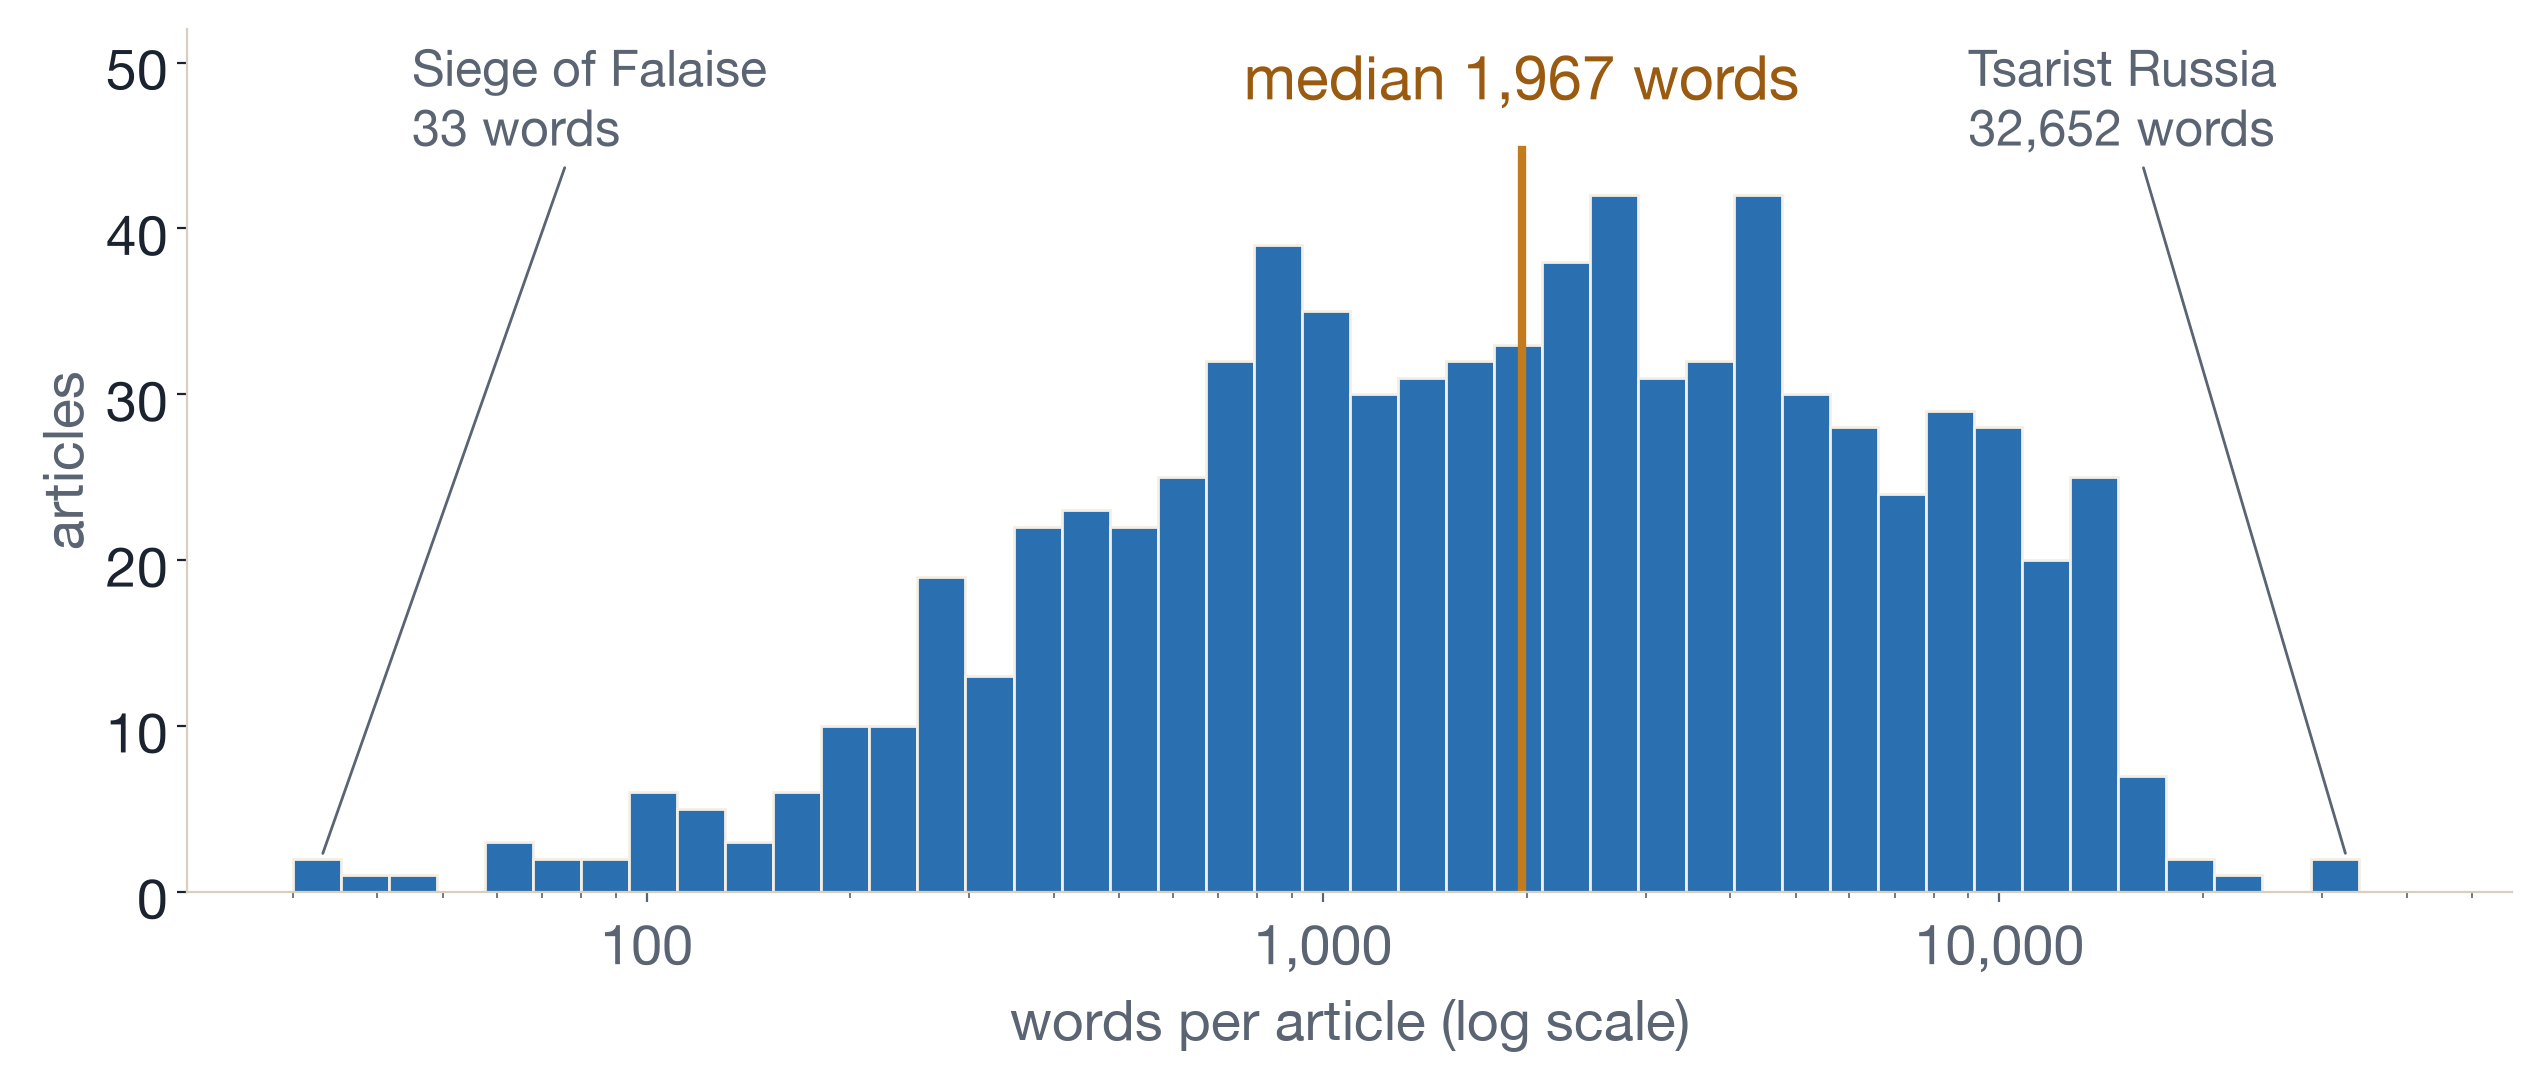 Siege of Falaise
33 words
median 1,967 words
Tsarist Russia
32,652 words
articles
50
40
30
20
10
0
100
1,000
10,000
words per article (log scale)